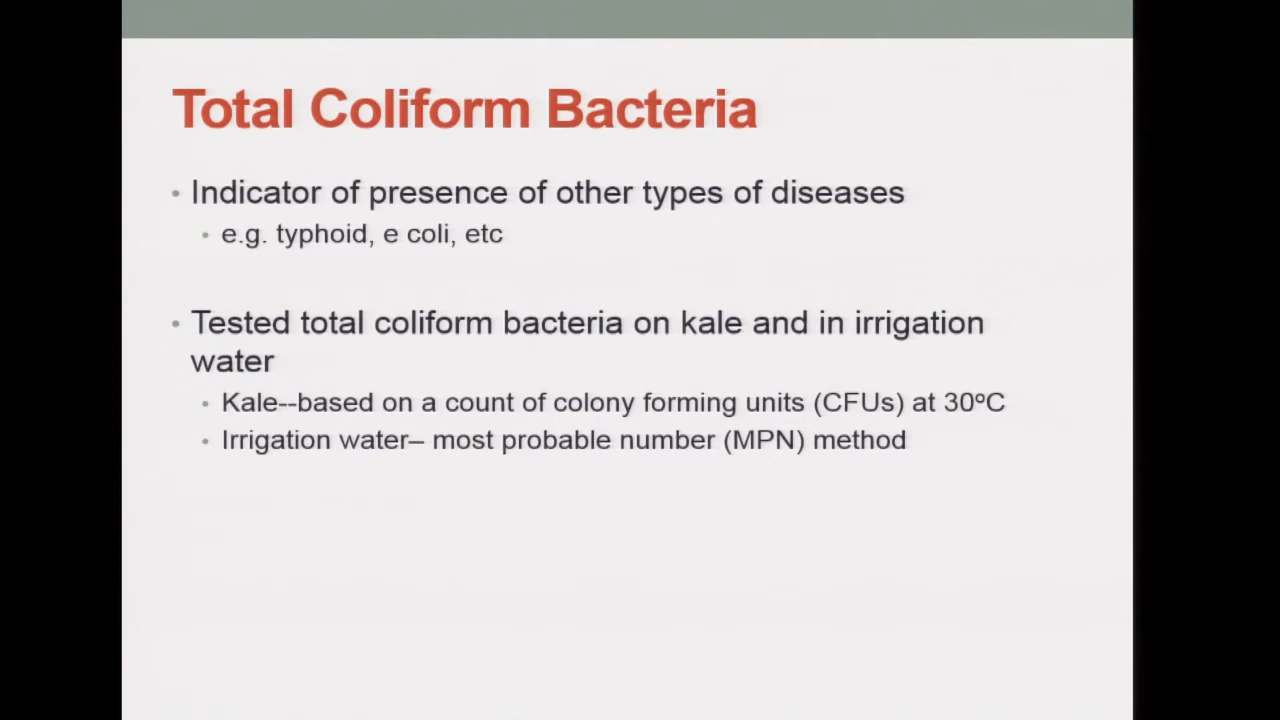 Total Coliform Bacteria
• Indicator of presence of other types of diseases
• e.g. typhoid, e coli, etc
• Tested total coliform bacteria on kale and in irrigation
water
• Kale--based on a count of colony forming units (CFUs) at 30ºC
• Irrigation water– most probable number (MPN) method